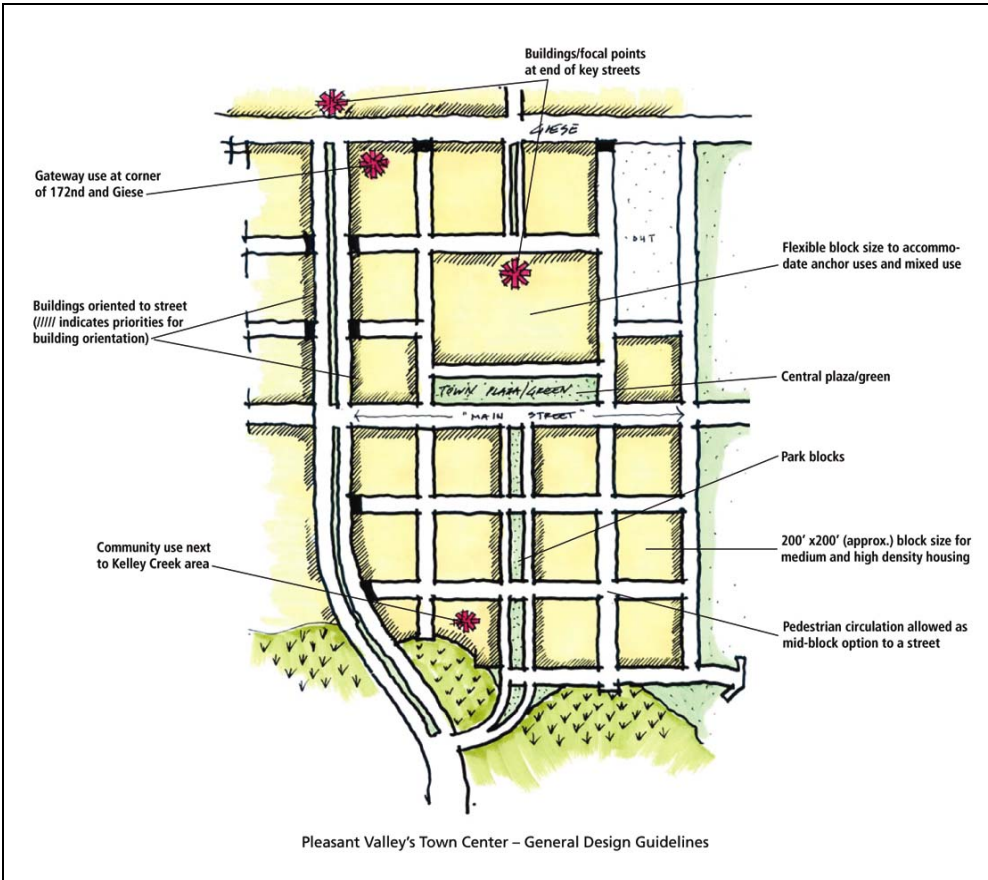 Buildings/focal points
at end of key streets
GIESE
Gateway use at corner
of 172nd and Giese
Flexible block size to accommo-
date anchor uses and mixed use
Buildings oriented to street
(///// indicates priorities for
building orientation)
TOWN PLAZA/GREEN
Central plaza/green
"MAIN STREET"
Park blocks
Community use next
to Kelley Creek area
200' x200' (approx.) block size for
medium and high density housing
Pedestrian circulation allowed as
mid-block option to a street
Pleasant Valley's Town Center – General Design Guidelines